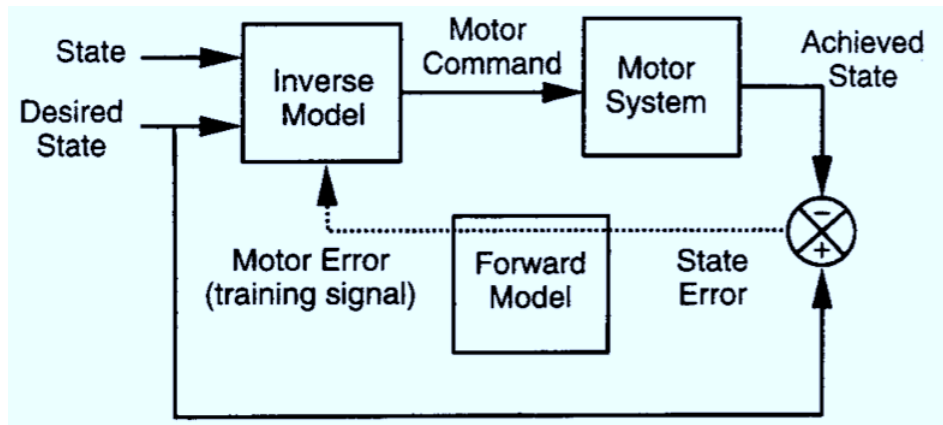 State
Desired
State
Inverse
Model
Motor
Command
Motor
System
Achieved
State
−
+
Motor Error
(training signal)
Forward
Model
State
Error